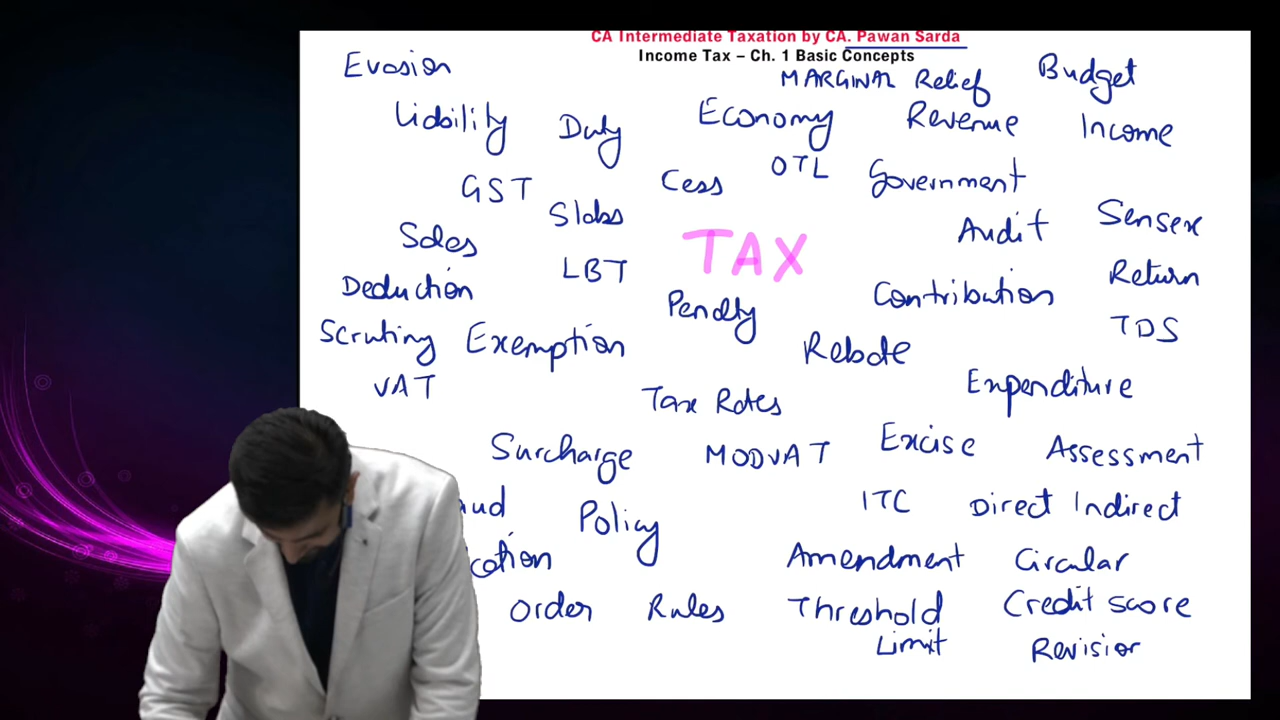 CA Intermediate Taxation by CA. Pawan Sarda
Income Tax – Ch. 1 Basic Concepts
Evasion
MARGINAL Relief
Budget
Liability Duty Economy Revenue Income
GST Cess OTL Government
Slabs Audit Sensex
Sales LBT TAX Return
Deduction Penalty Contribution
Scrutiny Exemption Rebate TDS
VAT Tax Rates Expenditure
Surcharge MODVAT Excise Assessment
Policy ITC Direct Indirect
Amendment Circular
Order Rules Threshold Credit score
Limit Revision